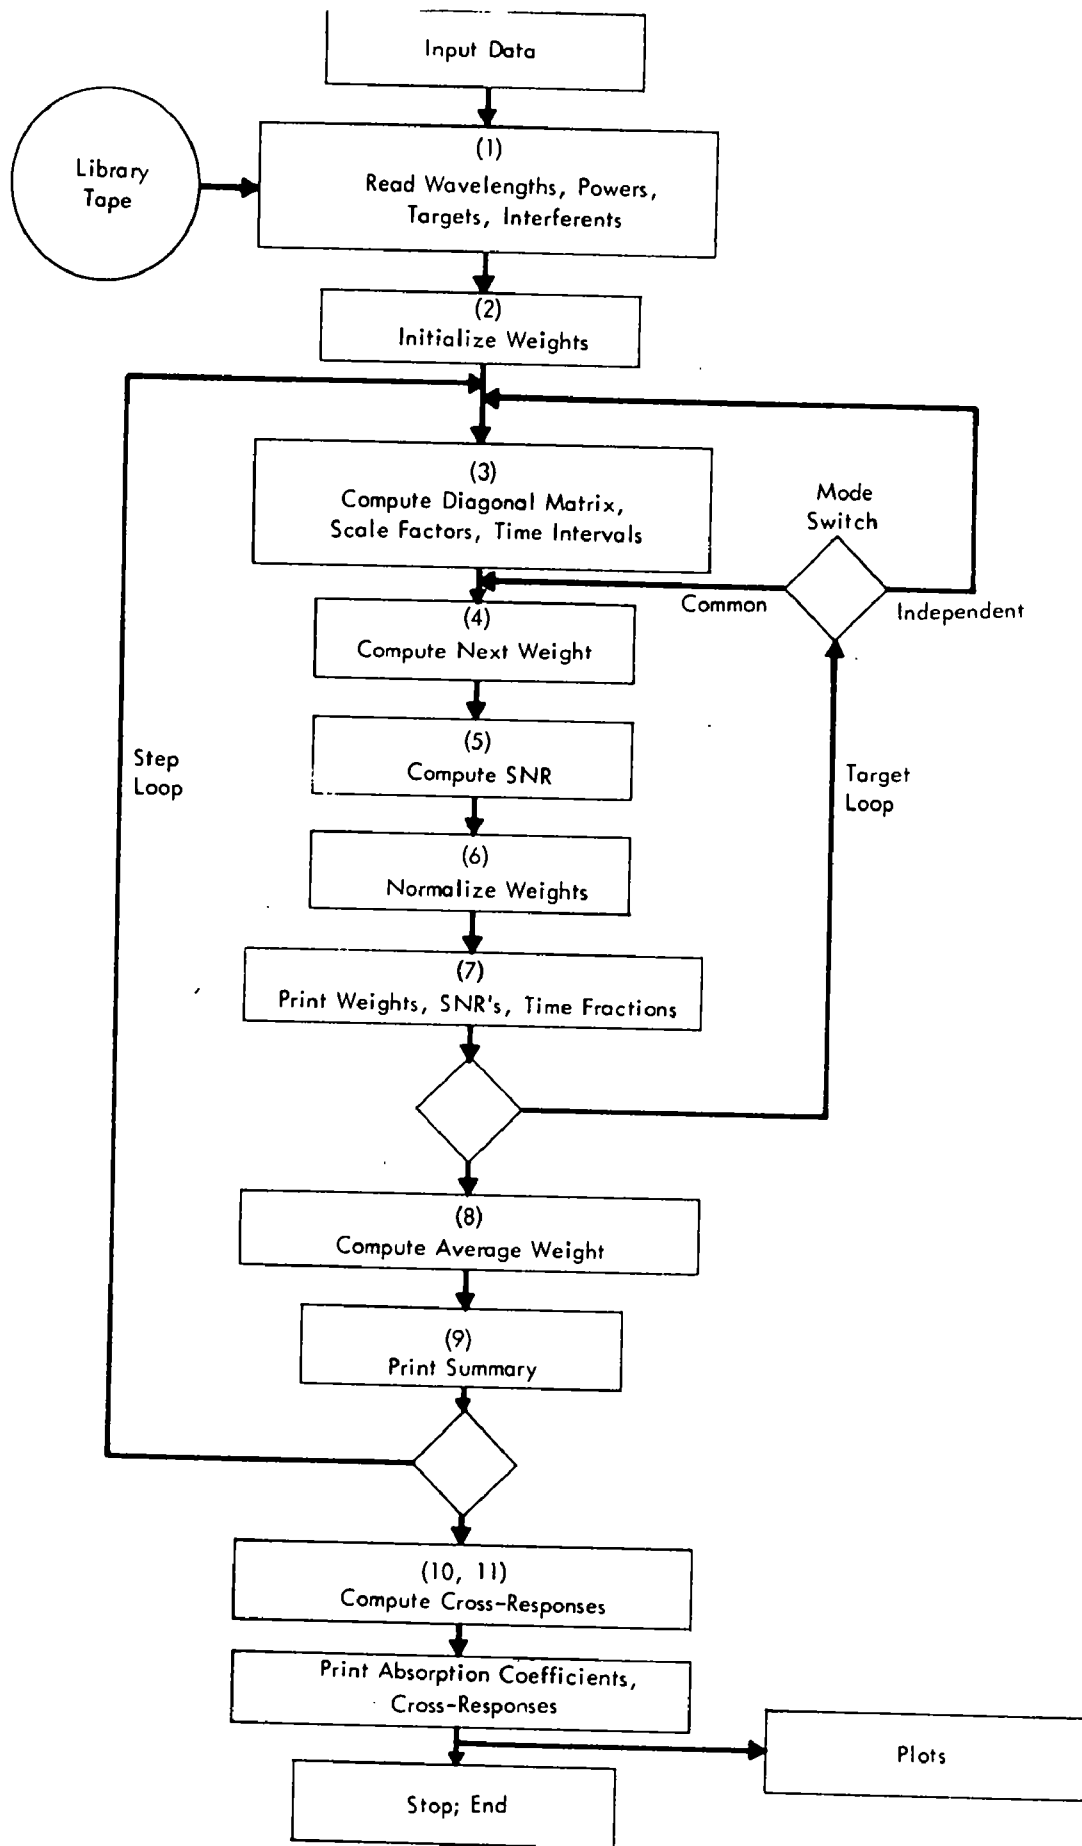 Input Data
Library
Tape
(1)
Read Wavelengths, Powers,
Targets, Interferents
(2)
Initialize Weights
(3)
Compute Diagonal Matrix,
Scale Factors, Time Intervals
Mode
Switch
Common
Independent
(4)
Compute Next Weight
(5)
Compute SNR
Step
Loop
Target
Loop
(6)
Normalize Weights
(7)
Print Weights, SNR's, Time Fractions
(8)
Compute Average Weight
(9)
Print Summary
(10, 11)
Compute Cross-Responses
Print Absorption Coefficients,
Cross-Responses
Plots
Stop; End